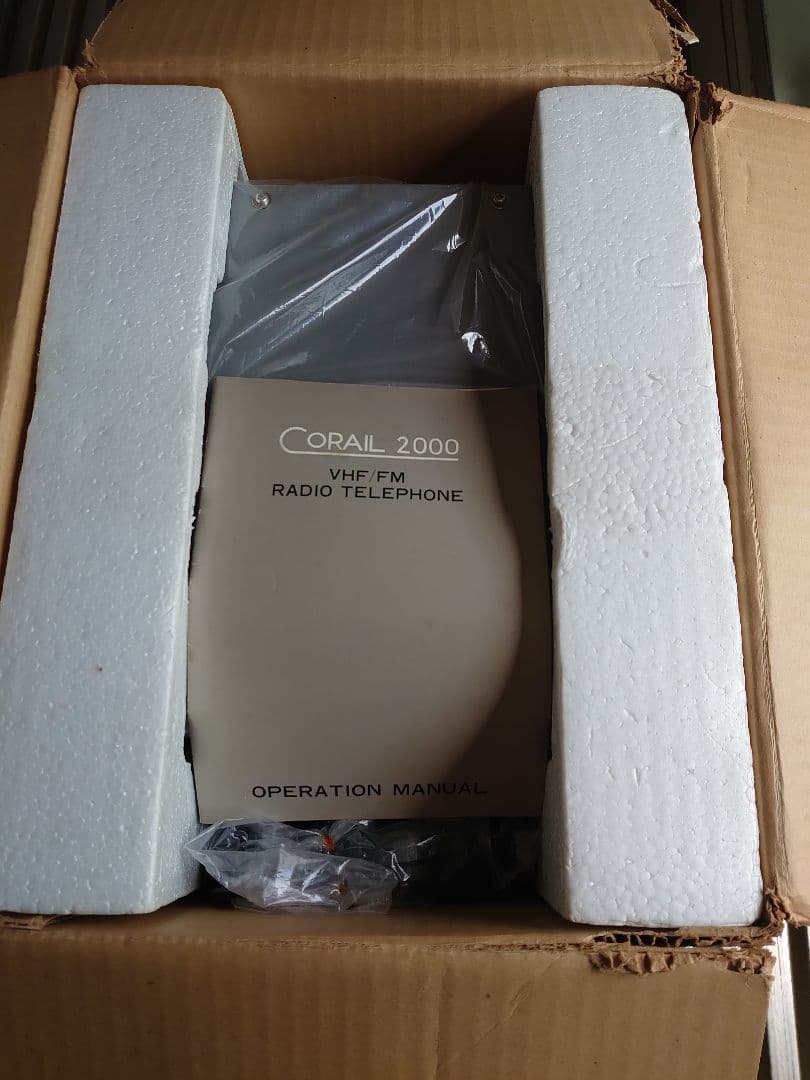 CORAIL 2000
VHF/FM
RADIO TELEPHONE
OPERATION MANUAL